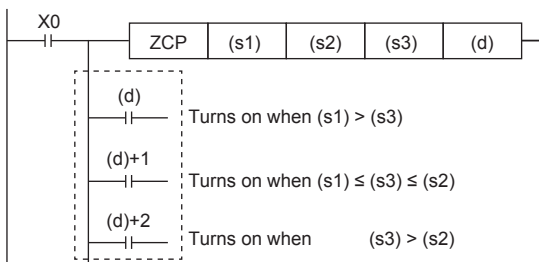 X0
ZCP (s1) (s2) (s3) (d)
(d)
Turns on when (s1) > (s3)
(d)+1
Turns on when (s1) ≤ (s3) ≤ (s2)
(d)+2
Turns on when (s3) > (s2)